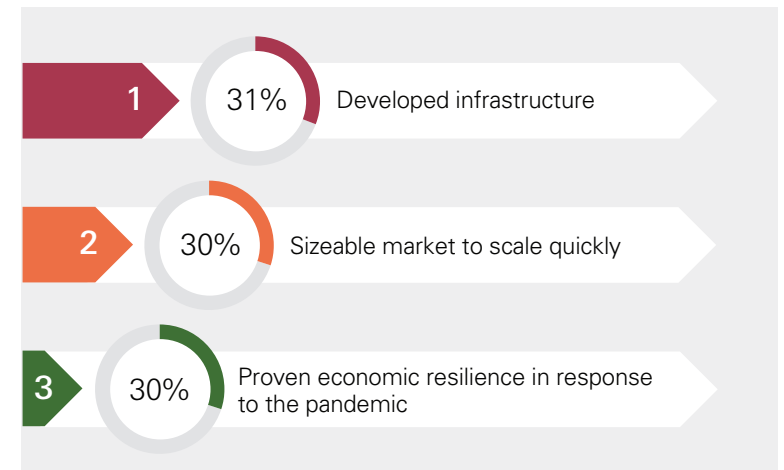 1
31%
Developed infrastructure
2
30%
Sizeable market to scale quickly
3
30%
Proven economic resilience in response
to the pandemic